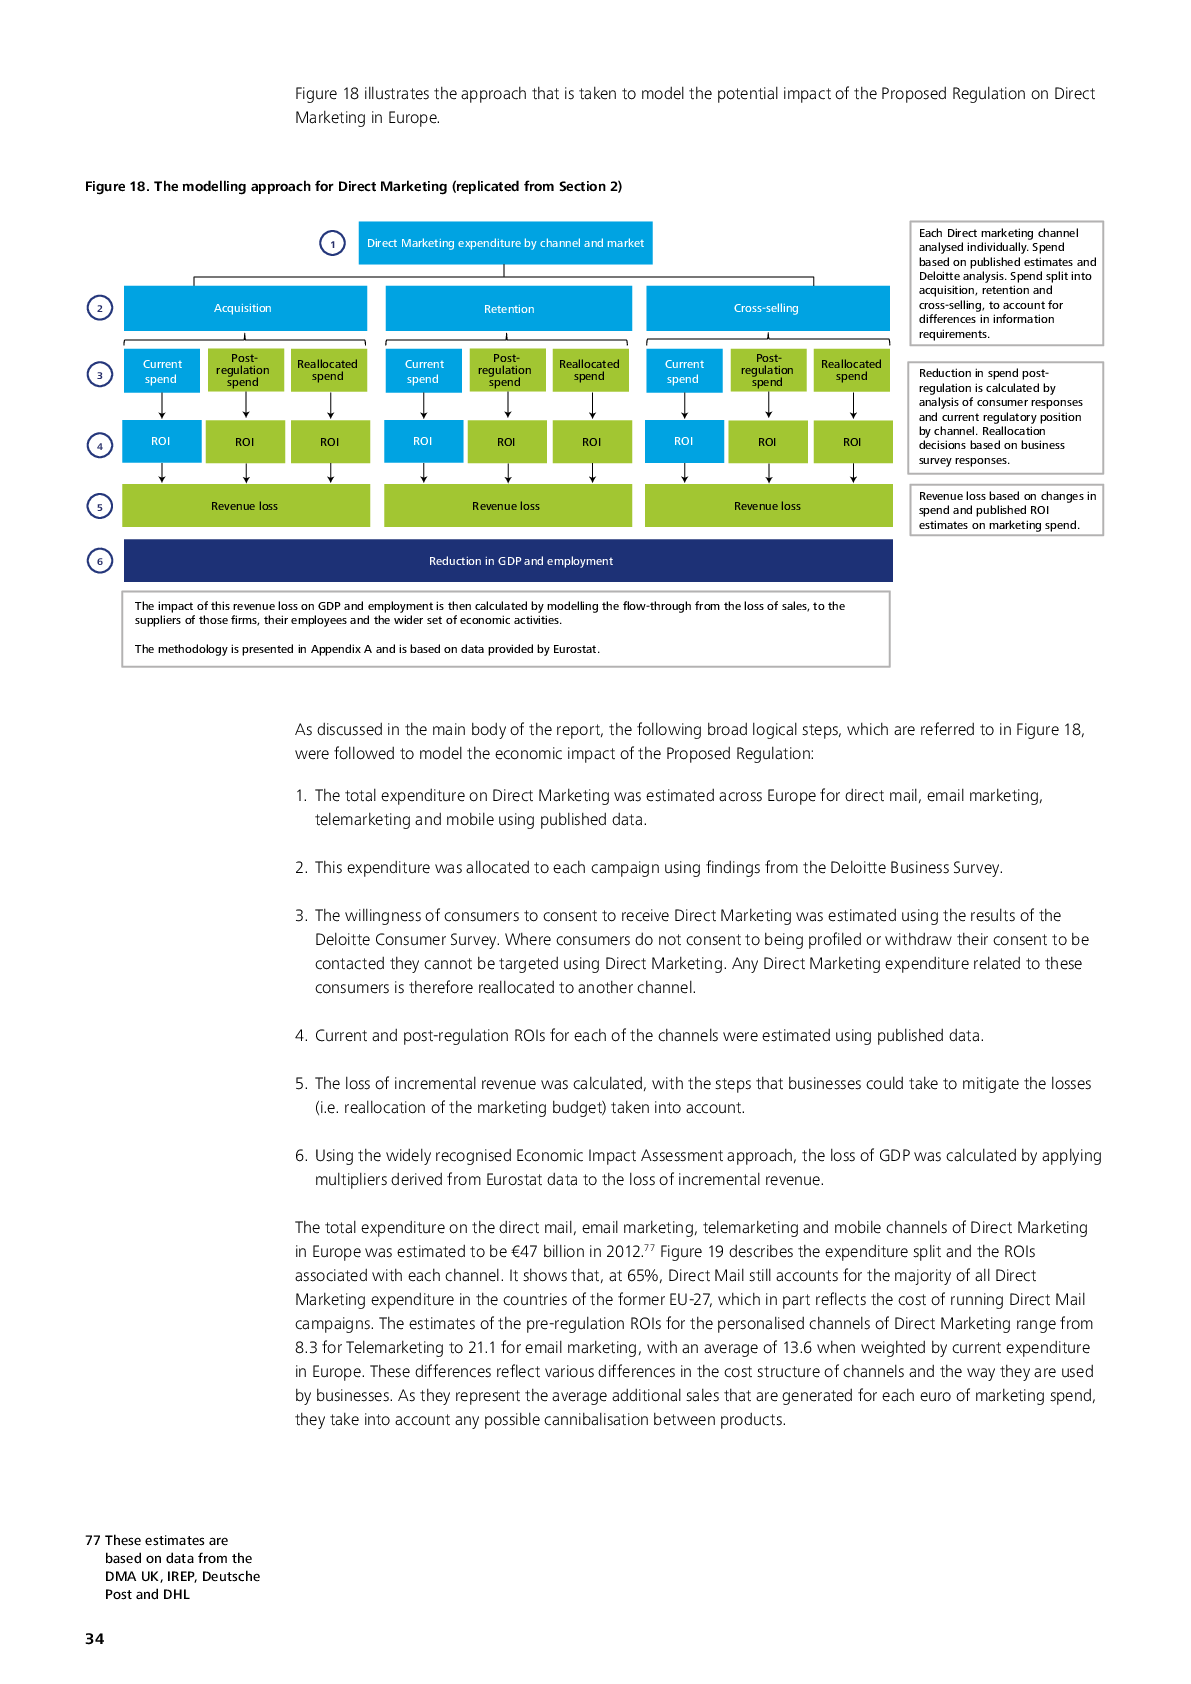 Figure 18 illustrates the approach that is taken to model the potential impact of the Proposed Regulation on Direct
Marketing in Europe.
Figure 18. The modelling approach for Direct Marketing (replicated from Section 2)
1
Direct Marketing expenditure by channel and market
Each Direct marketing channel
analysed individually. Spend
based on published estimates and
Deloitte analysis. Spend split into
acquisition, retention and
cross-selling, to account for
differences in information
requirements.
2
Acquisition
Retention
Cross-selling
3
Current
spend
Post-
regulation
spend
Reallocated
spend
Current
spend
Post-
regulation
spend
Reallocated
spend
Current
spend
Post-
regulation
spend
Reallocated
spend
Reduction in spend post-
regulation is calculated by
analysis of consumer responses
and current regulatory position
by channel. Reallocation
decisions based on business
survey responses.
4
ROI
ROI
ROI
ROI
ROI
ROI
ROI
ROI
ROI
5
Revenue loss
Revenue loss
Revenue loss
Revenue loss based on changes in
spend and published ROI
estimates on marketing spend.
6
Reduction in GDP and employment
The impact of this revenue loss on GDP and employment is then calculated by modelling the flow-through from the loss of sales, to the
suppliers of those firms, their employees and the wider set of economic activities.
The methodology is presented in Appendix A and is based on data provided by Eurostat.
As discussed in the main body of the report, the following broad logical steps, which are referred to in Figure 18,
were followed to model the economic impact of the Proposed Regulation:
1. The total expenditure on Direct Marketing was estimated across Europe for direct mail, email marketing,
telemarketing and mobile using published data.
2. This expenditure was allocated to each campaign using findings from the Deloitte Business Survey.
3. The willingness of consumers to consent to receive Direct Marketing was estimated using the results of the
Deloitte Consumer Survey. Where consumers do not consent to being profiled or withdraw their consent to be
contacted they cannot be targeted using Direct Marketing. Any Direct Marketing expenditure related to these
consumers is therefore reallocated to another channel.
4. Current and post-regulation ROIs for each of the channels were estimated using published data.
5. The loss of incremental revenue was calculated, with the steps that businesses could take to mitigate the losses
(i.e. reallocation of the marketing budget) taken into account.
6. Using the widely recognised Economic Impact Assessment approach, the loss of GDP was calculated by applying
multipliers derived from Eurostat data to the loss of incremental revenue.
The total expenditure on the direct mail, email marketing, telemarketing and mobile channels of Direct Marketing
in Europe was estimated to be €47 billion in 2012.77 Figure 19 describes the expenditure split and the ROIs
associated with each channel. It shows that, at 65%, Direct Mail still accounts for the majority of all Direct
Marketing expenditure in the countries of the former EU-27, which in part reflects the cost of running Direct Mail
campaigns. The estimates of the pre-regulation ROIs for the personalised channels of Direct Marketing range from
8.3 for Telemarketing to 21.1 for email marketing, with an average of 13.6 when weighted by current expenditure
in Europe. These differences reflect various differences in the cost structure of channels and the way they are used
by businesses. As they represent the average additional sales that are generated for each euro of marketing spend,
they take into account any possible cannibalisation between products.
77 These estimates are
based on data from the
DMA UK, IREP, Deutsche
Post and DHL
34